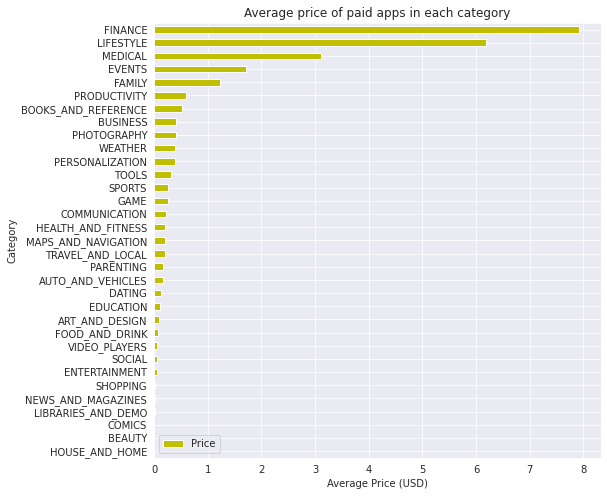 Average price of paid apps in each category
FINANCE
LIFESTYLE
MEDICAL
EVENTS
FAMILY
PRODUCTIVITY
BOOKS_AND_REFERENCE
BUSINESS
PHOTOGRAPHY
WEATHER
PERSONALIZATION
TOOLS
SPORTS
GAME
COMMUNICATION
HEALTH_AND_FITNESS
MAPS_AND_NAVIGATION
TRAVEL_AND_LOCAL
PARENTING
AUTO_AND_VEHICLES
DATING
EDUCATION
ART_AND_DESIGN
FOOD_AND_DRINK
VIDEO_PLAYERS
SOCIAL
ENTERTAINMENT
SHOPPING
NEWS_AND_MAGAZINES
LIBRARIES_AND_DEMO
COMICS
BEAUTY
HOUSE_AND_HOME
Category
Price
0 1 2 3 4 5 6 7 8
Average Price (USD)